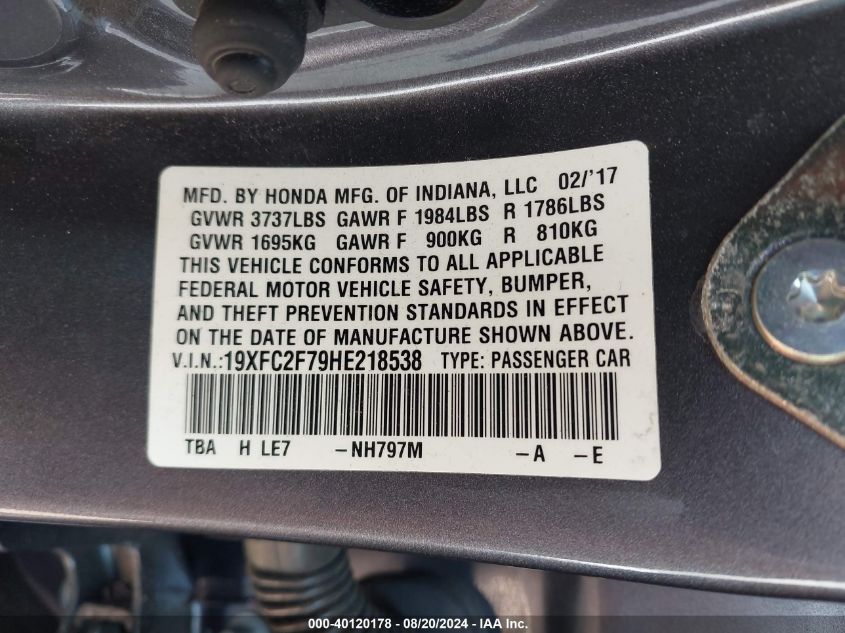 MFD. BY HONDA MFG. OF INDIANA, LLC 02/'17
GVWR 3737LBS GAWR F 1984LBS R 1786LBS
GVWR 1695KG GAWR F 900KG R 810KG
THIS VEHICLE CONFORMS TO ALL APPLICABLE
FEDERAL MOTOR VEHICLE SAFETY, BUMPER,
AND THEFT PREVENTION STANDARDS IN EFFECT
ON THE DATE OF MANUFACTURE SHOWN ABOVE.
V.I.N.:19XFC2F79HE218538 TYPE: PASSENGER CAR
TBA H LE7 -NH797M -A -E
000-40120178 - 08/20/2024 - IAA Inc.